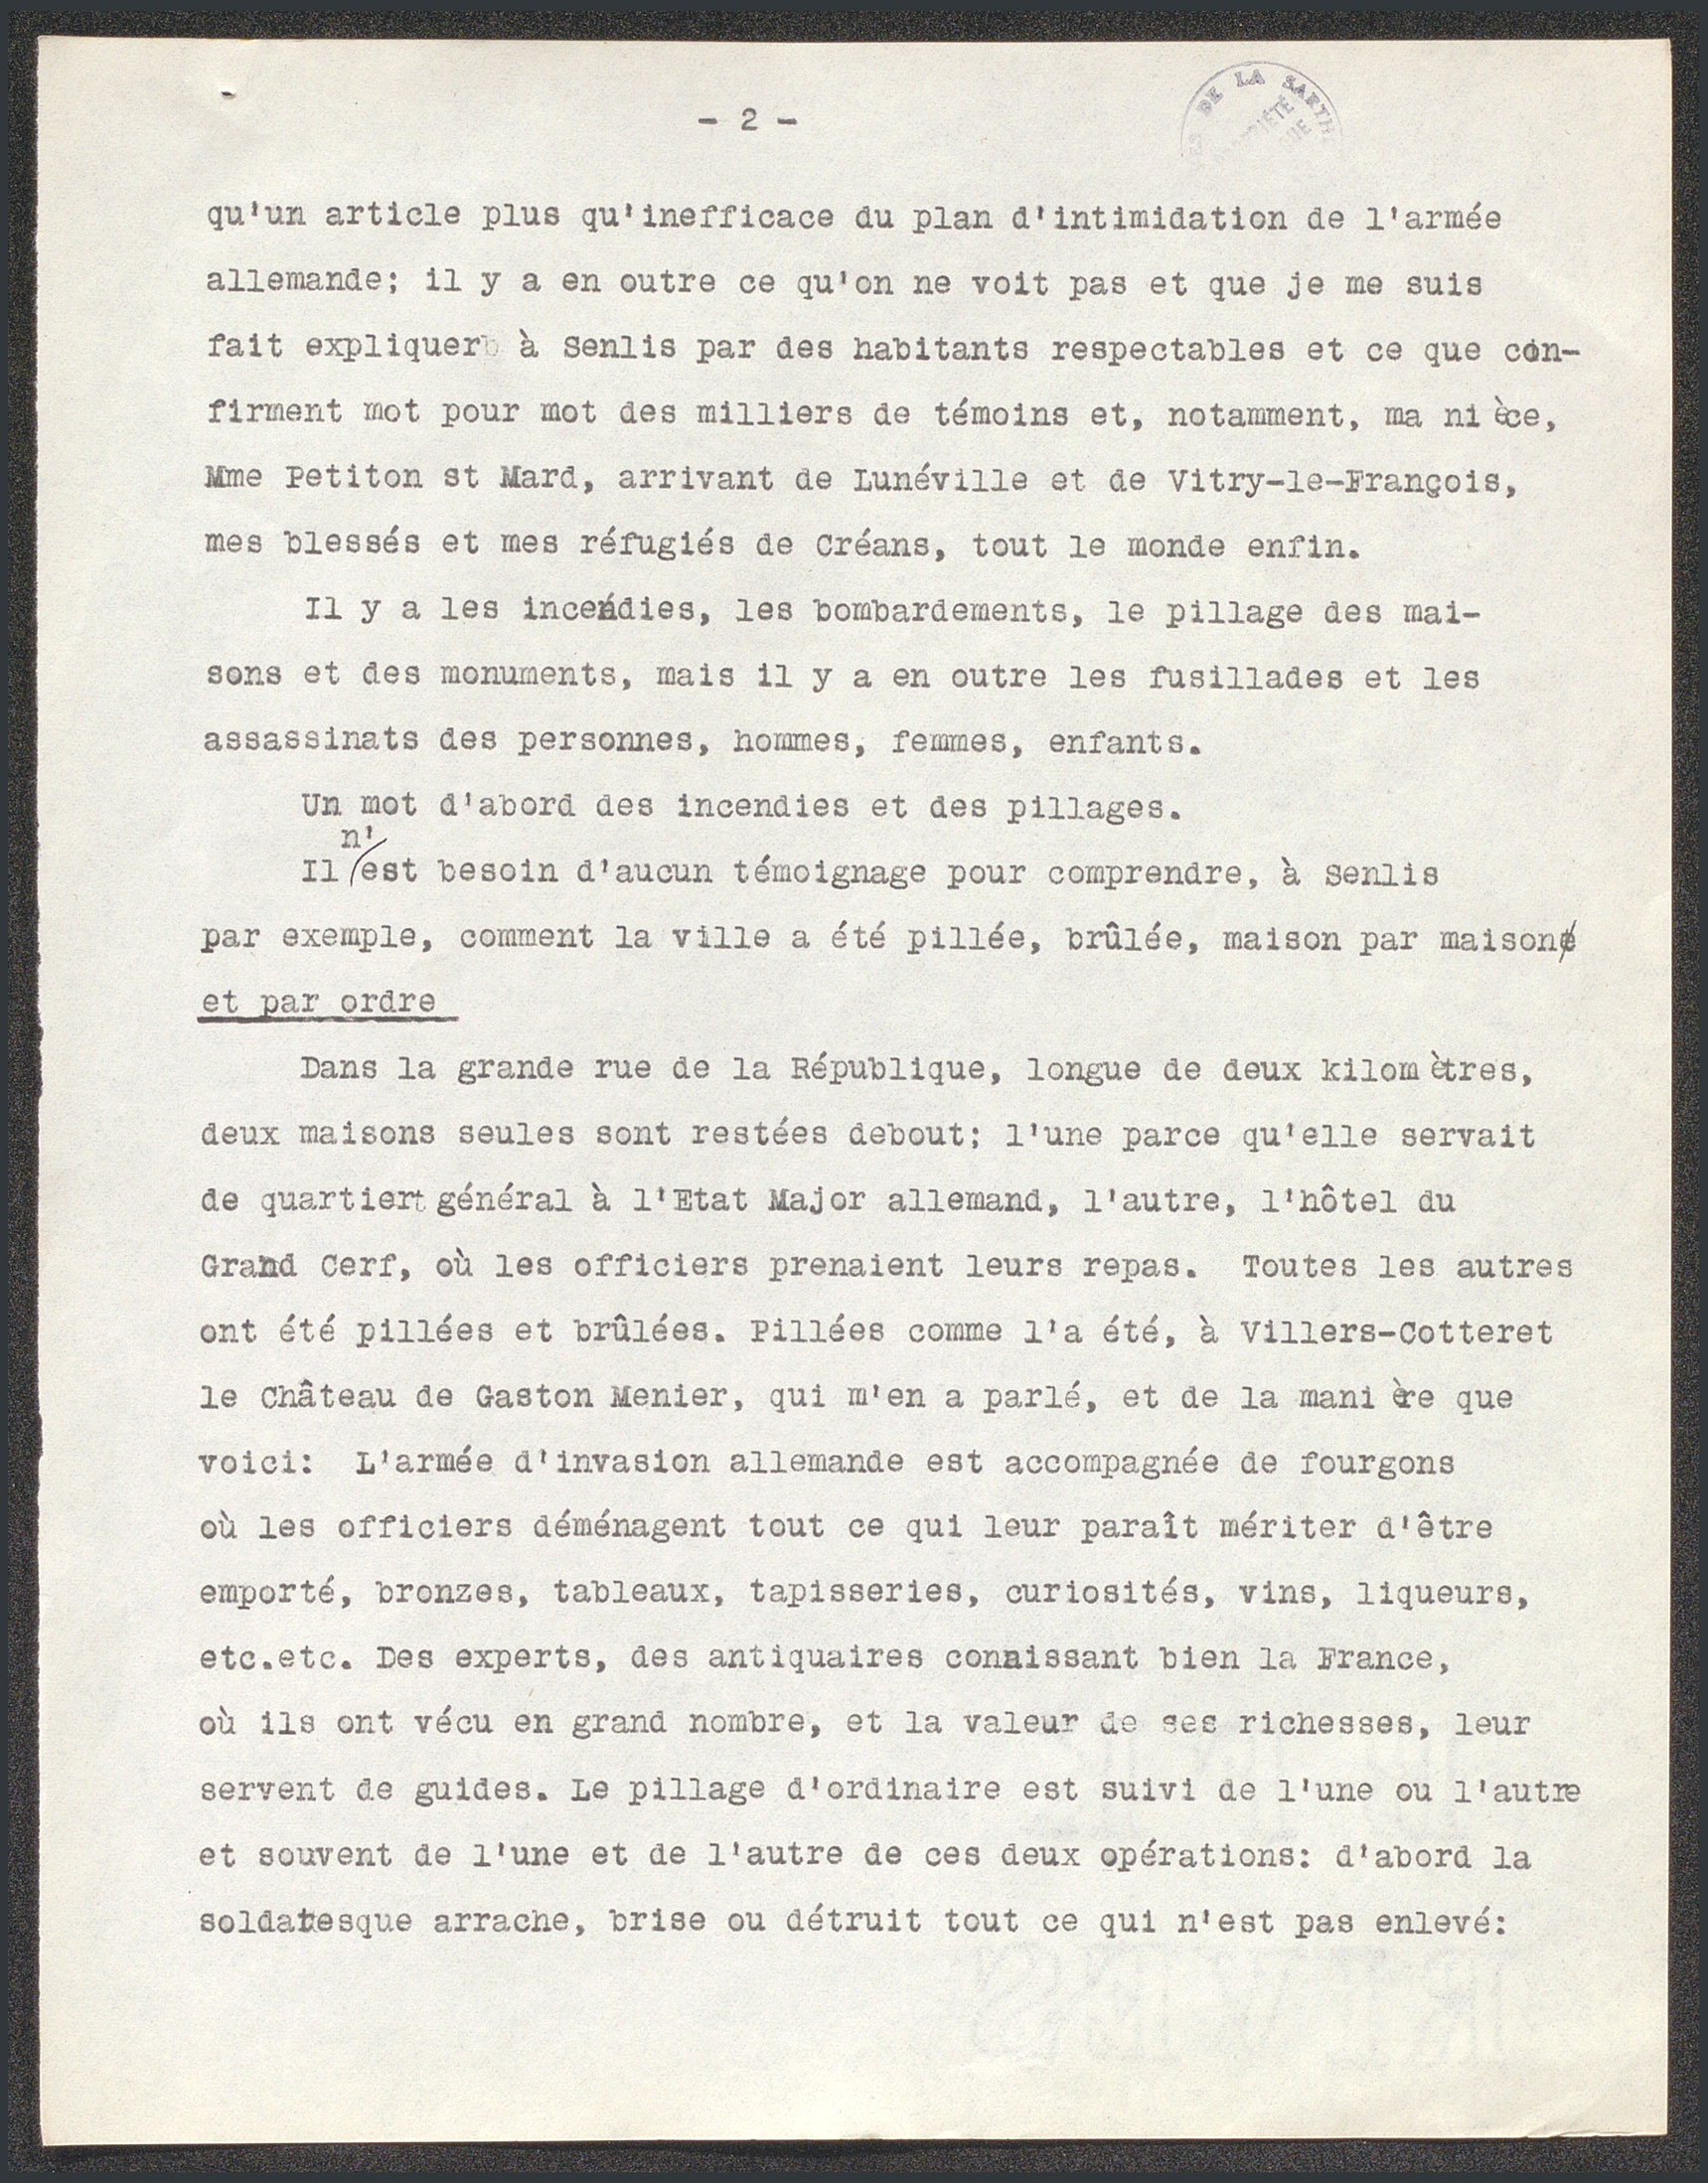 - 2 -
DE LA SARTH
qu'un article plus qu'inefficace du plan d'intimidation de l'armée
allemande; il y a en outre ce qu'on ne voit pas et que je me suis
fait expliquer à Senlis par des habitants respectables et ce que con-
firment mot pour mot des milliers de témoins et, notamment, ma nièce,
Mme Petiton st Mard, arrivant de Lunéville et de Vitry-le-François,
mes blessés et mes réfugiés de Créans, tout le monde enfin.
Il y a les incendies, les bombardements, le pillage des mai-
sons et des monuments, mais il y a en outre les fusillades et les
assassinats des personnes, hommes, femmes, enfants.
Un mot d'abord des incendies et des pillages.
Il n'est besoin d'aucun témoignage pour comprendre, à Senlis
par exemple, comment la ville a été pillée, brûlée, maison par maison
et par ordre
Dans la grande rue de la République, longue de deux kilomètres,
deux maisons seules sont restées debout; l'une parce qu'elle servait
de quartier général à l'Etat Major allemand, l'autre, l'hôtel du
Grand Cerf, où les officiers prenaient leurs repas. Toutes les autres
ont été pillées et brûlées. Pillées comme l'a été, à Villers-Cotteret
le Château de Gaston Menier, qui m'en a parlé, et de la manière que
voici: L'armée d'invasion allemande est accompagnée de fourgons
où les officiers déménagent tout ce qui leur paraît mériter d'être
emporté, bronzes, tableaux, tapisseries, curiosités, vins, liqueurs,
etc.etc. Des experts, des antiquaires connaissant bien la France,
où ils ont vécu en grand nombre, et la valeur de ses richesses, leur
servent de guides. Le pillage d'ordinaire est suivi de l'une ou l'autre
et souvent de l'une et de l'autre de ces deux opérations: d'abord la
soldatesque arrache, brise ou détruit tout ce qui n'est pas enlevé: